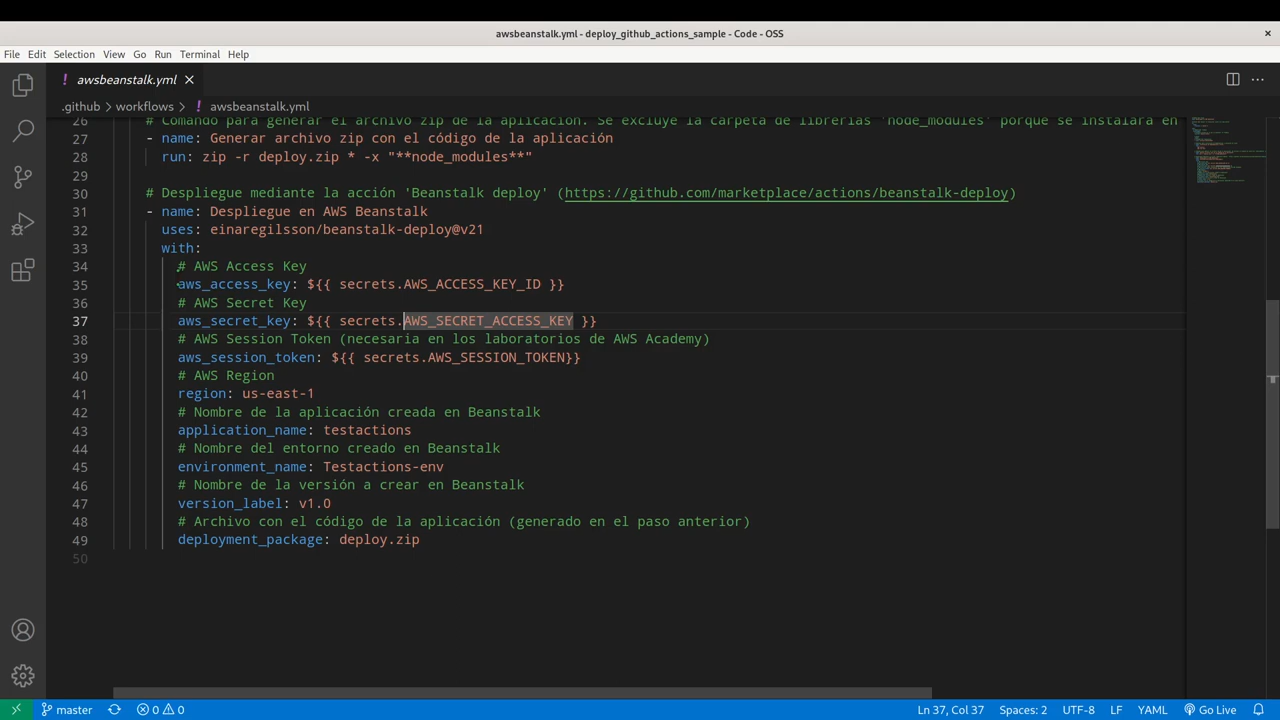 awsbeanstalk.yml - deploy_github_actions_sample - Code - OSS
File Edit Selection View Go Run Terminal Help
! awsbeanstalk.yml
.github > workflows > ! awsbeanstalk.yml
26 # Comando para generar el archivo zip de la aplicación. Se excluye la carpeta de librerías 'node_modules' porque se instalará en
27 - name: Generar archivo zip con el código de la aplicación
28 run: zip -r deploy.zip * -x "**node_modules**"
29
30 # Despliegue mediante la acción 'Beanstalk deploy' (https://github.com/marketplace/actions/beanstalk-deploy)
31 - name: Despliegue en AWS Beanstalk
32 uses: einaregilsson/beanstalk-deploy@v21
33 with:
34 # AWS Access Key
35 aws_access_key: ${{ secrets.AWS_ACCESS_KEY_ID }}
36 # AWS Secret Key
37 aws_secret_key: ${{ secrets.AWS_SECRET_ACCESS_KEY }}
38 # AWS Session Token (necesaria en los laboratorios de AWS Academy)
39 aws_session_token: ${{ secrets.AWS_SESSION_TOKEN}}
40 # AWS Region
41 region: us-east-1
42 # Nombre de la aplicación creada en Beanstalk
43 application_name: testactions
44 # Nombre del entorno creado en Beanstalk
45 environment_name: Testactions-env
46 # Nombre de la versión a crear en Beanstalk
47 version_label: v1.0
48 # Archivo con el código de la aplicación (generado en el paso anterior)
49 deployment_package: deploy.zip
50
master 0 0 Ln 37, Col 37 Spaces: 2 UTF-8 LF YAML Go Live